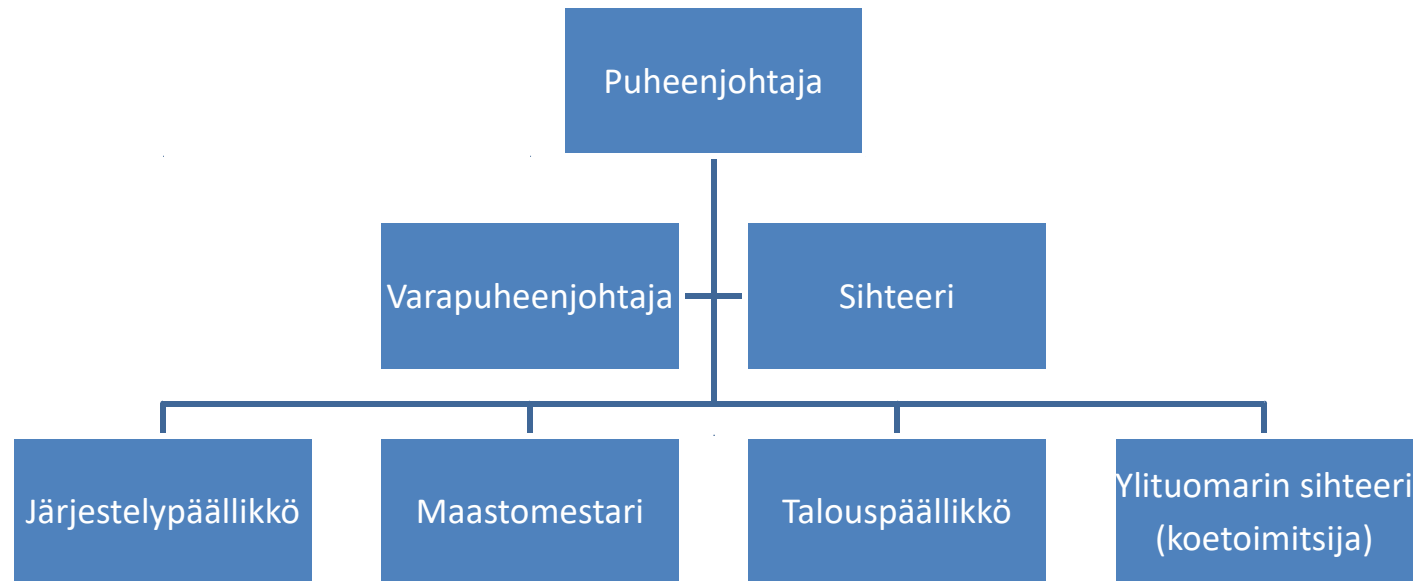 Puheenjohtaja
Varapuheenjohtaja
Sihteeri
Järjestelypäällikkö
Maastomestari
Talouspäällikkö
Ylituomarin sihteeri
(koetoimitsija)